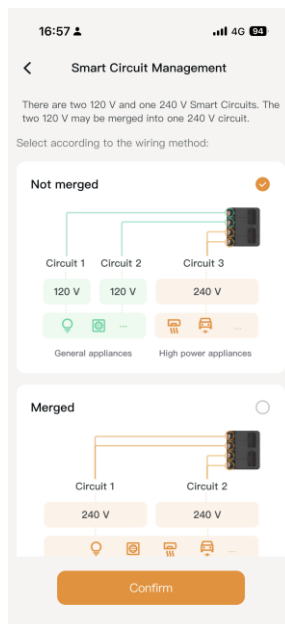 16:57
4G 94
Smart Circuit Management
There are two 120 V and one 240 V Smart Circuits. The
two 120 V may be merged into one 240 V circuit.
Select according to the wiring method:
Not merged
Circuit 1 Circuit 2 Circuit 3
120 V 120 V 240 V
...
...
General appliances High power appliances
Merged
Circuit 1 Circuit 2
240 V 240 V
...
Confirm